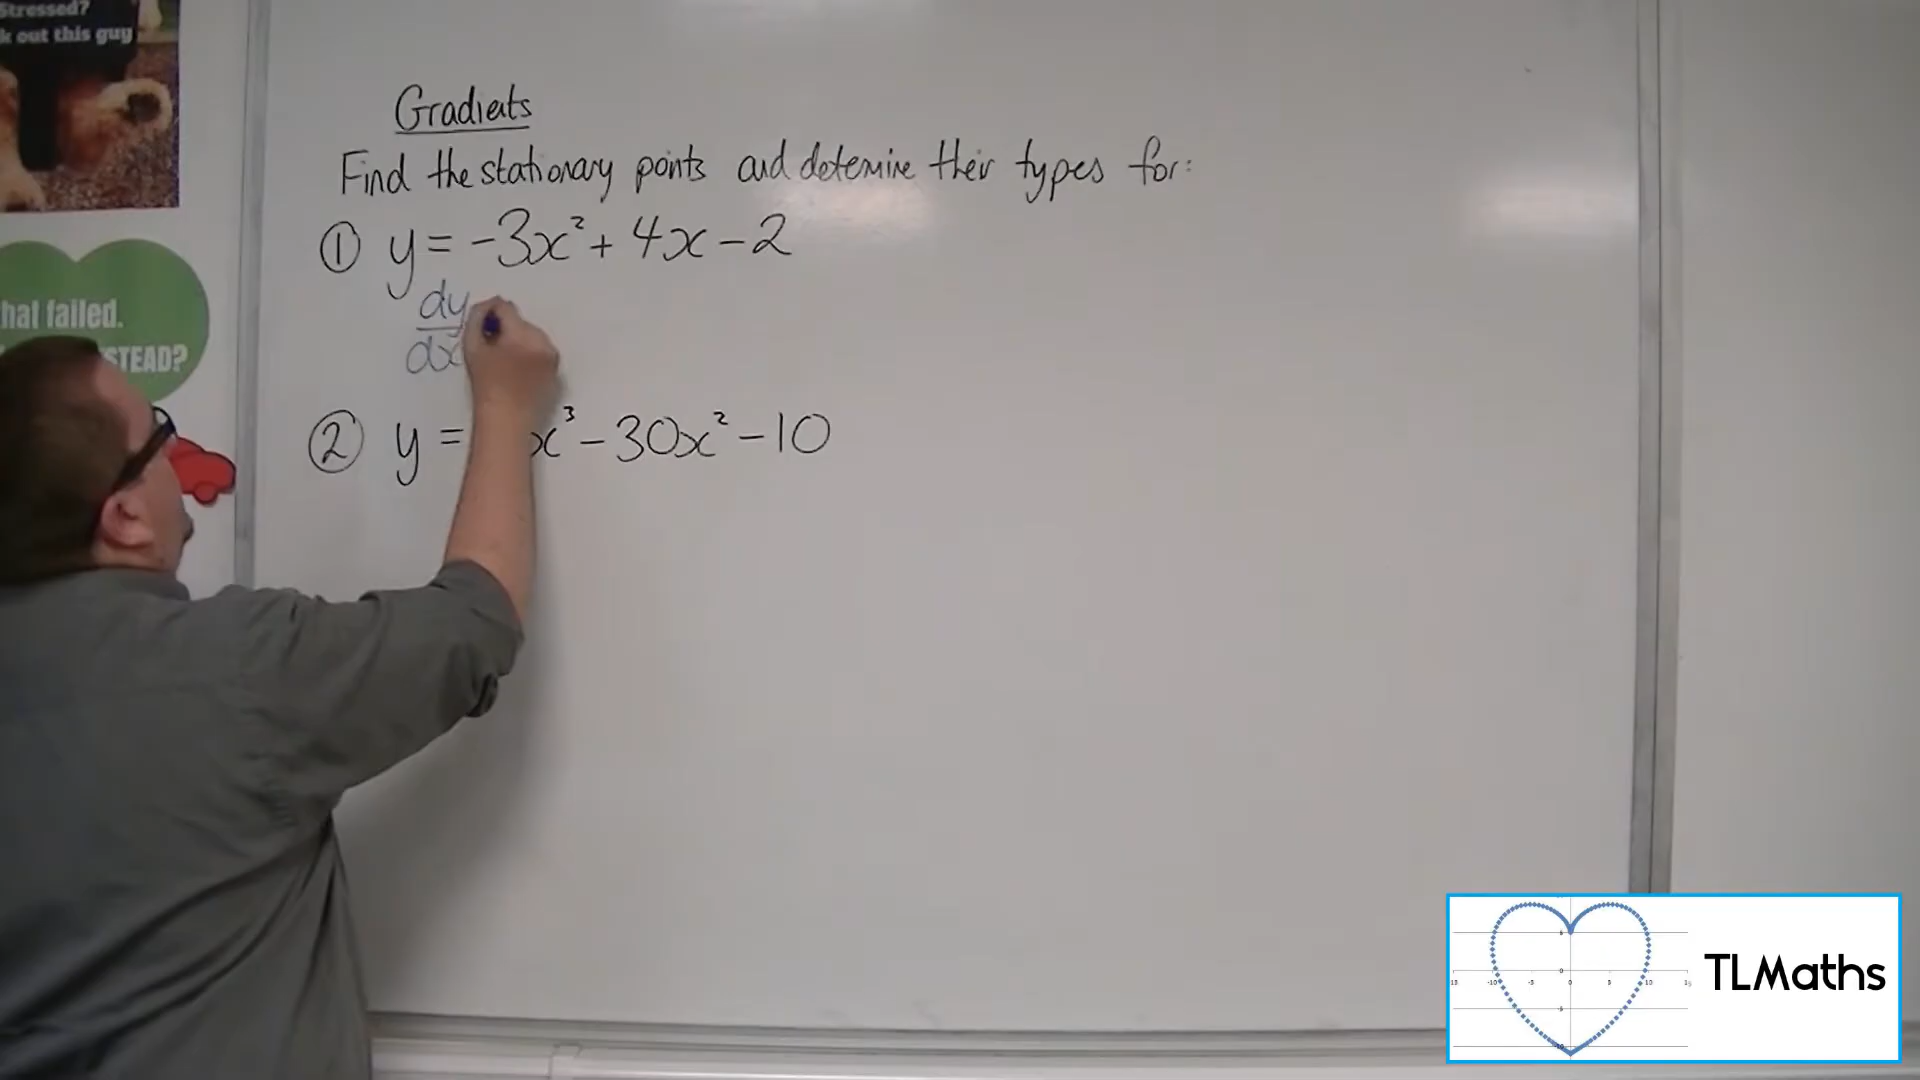 Stressed?
k out this guy
hat failed.
STEAD?
Gradients
Find the stationary points and determine their types for:
① y = -3x² + 4x - 2
dy
dx
② y = x³ - 30x² - 10
TLMaths